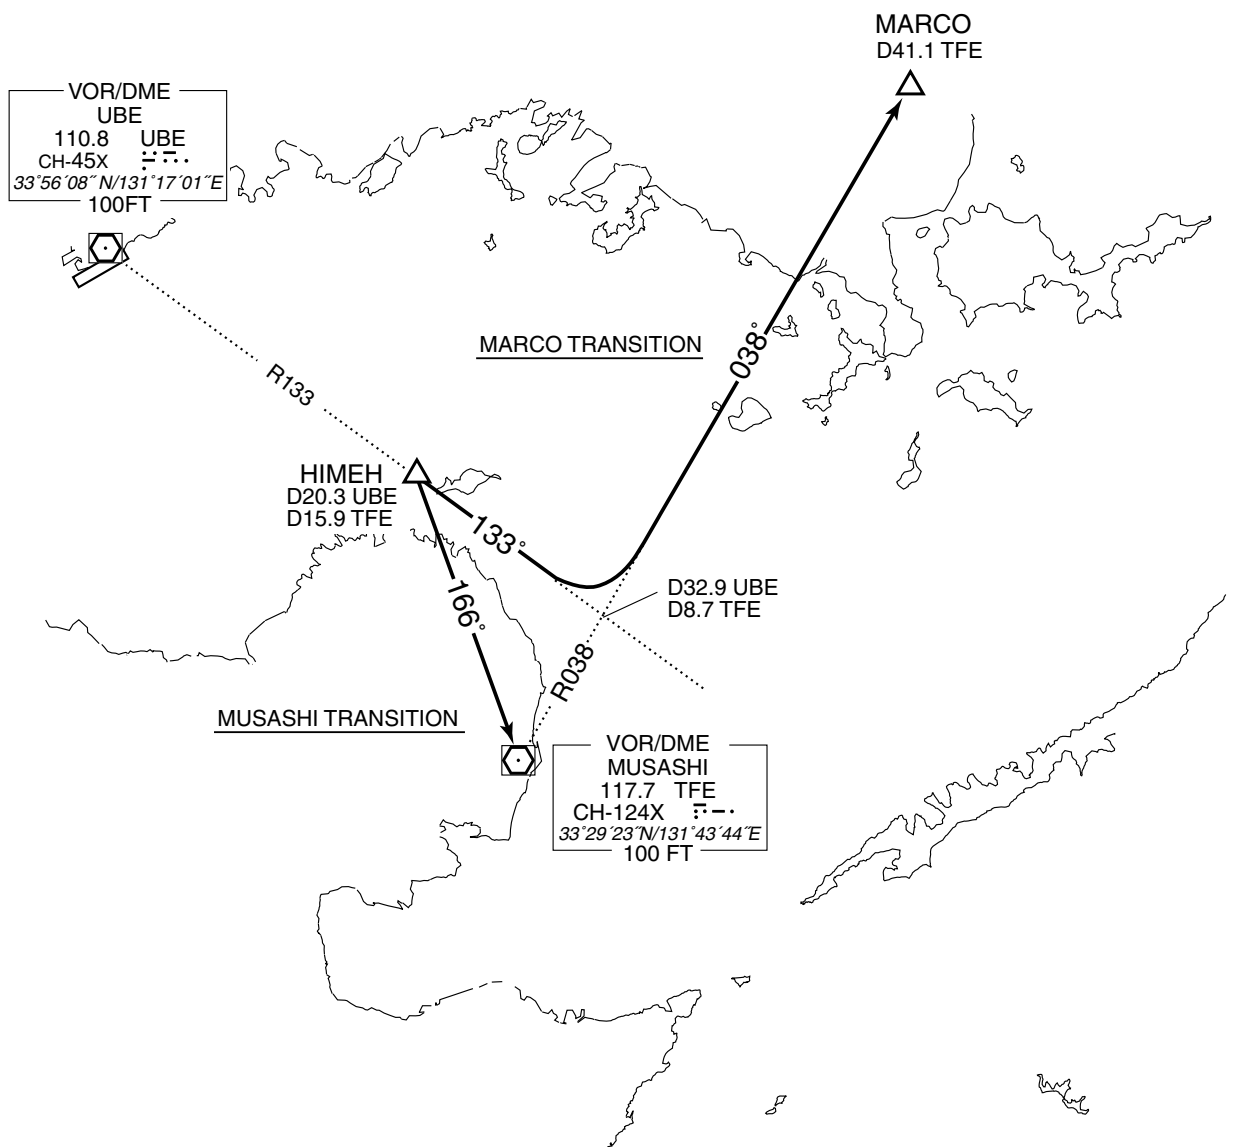 MARCO
D41.1 TFE
VOR/DME
UBE
110.8 UBE
CH-45X
33°56´08˝N/131°17´01˝E
100FT
MARCO TRANSITION
038°
R133
HIMEH
D20.3 UBE
D15.9 TFE
133°
166°
D32.9 UBE
D8.7 TFE
R038
MUSASHI TRANSITION
VOR/DME
MUSASHI
117.7 TFE
CH-124X
33°29´23˝N/131°43´44˝E
100 FT